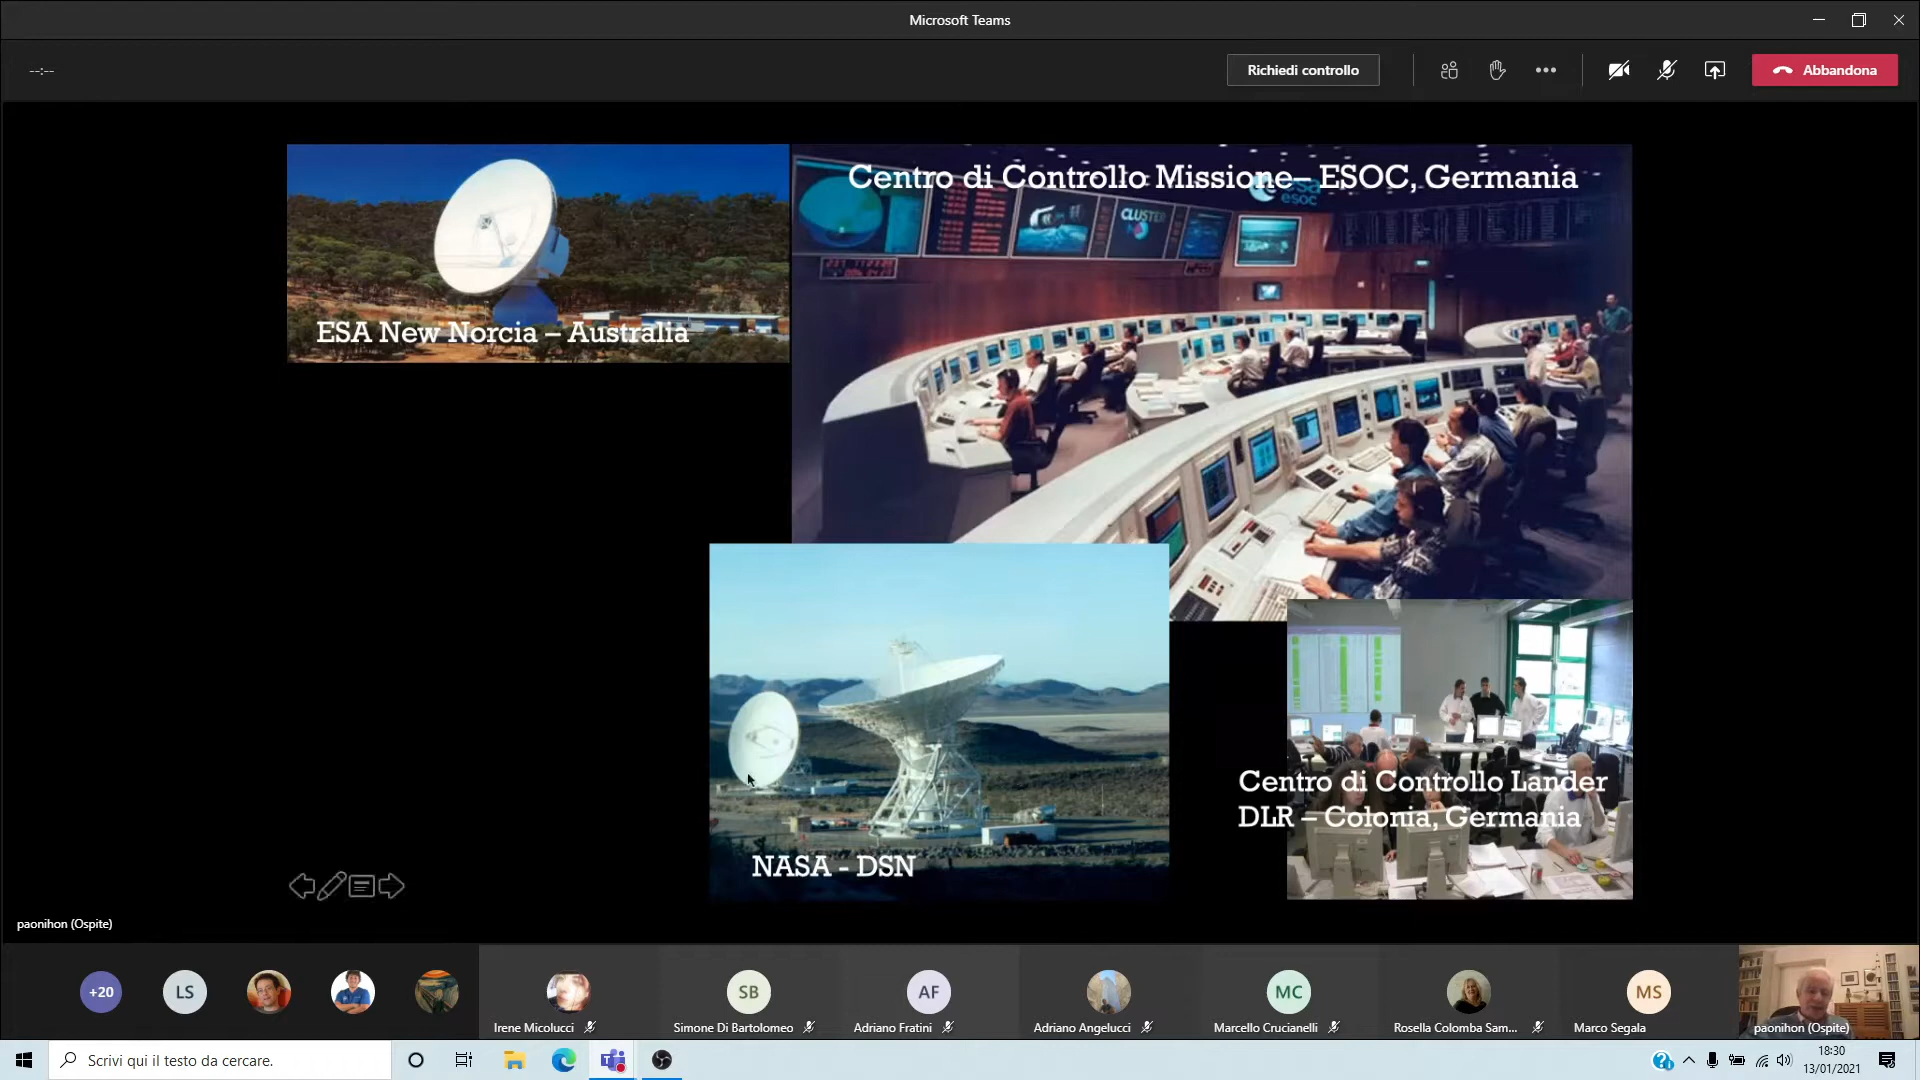 Microsoft Teams
--:--
Richiedi controllo
Abbandona
Centro di Controllo Missione– ESOC, Germania
esa
esoc
CLUSTER
ESA New Norcia – Australia
NASA - DSN
Centro di Controllo Lander
DLR – Colonia, Germania
paonihon (Ospite)
+20
LS
SB
AF
MC
MS
Irene Micolucci
Simone Di Bartolomeo
Adriano Fratini
Adriano Angelucci
Marcello Crucianelli
Rosella Colomba Sam...
Marco Segala
paonihon (Ospite)
Scrivi qui il testo da cercare.
18:30
13/01/2021